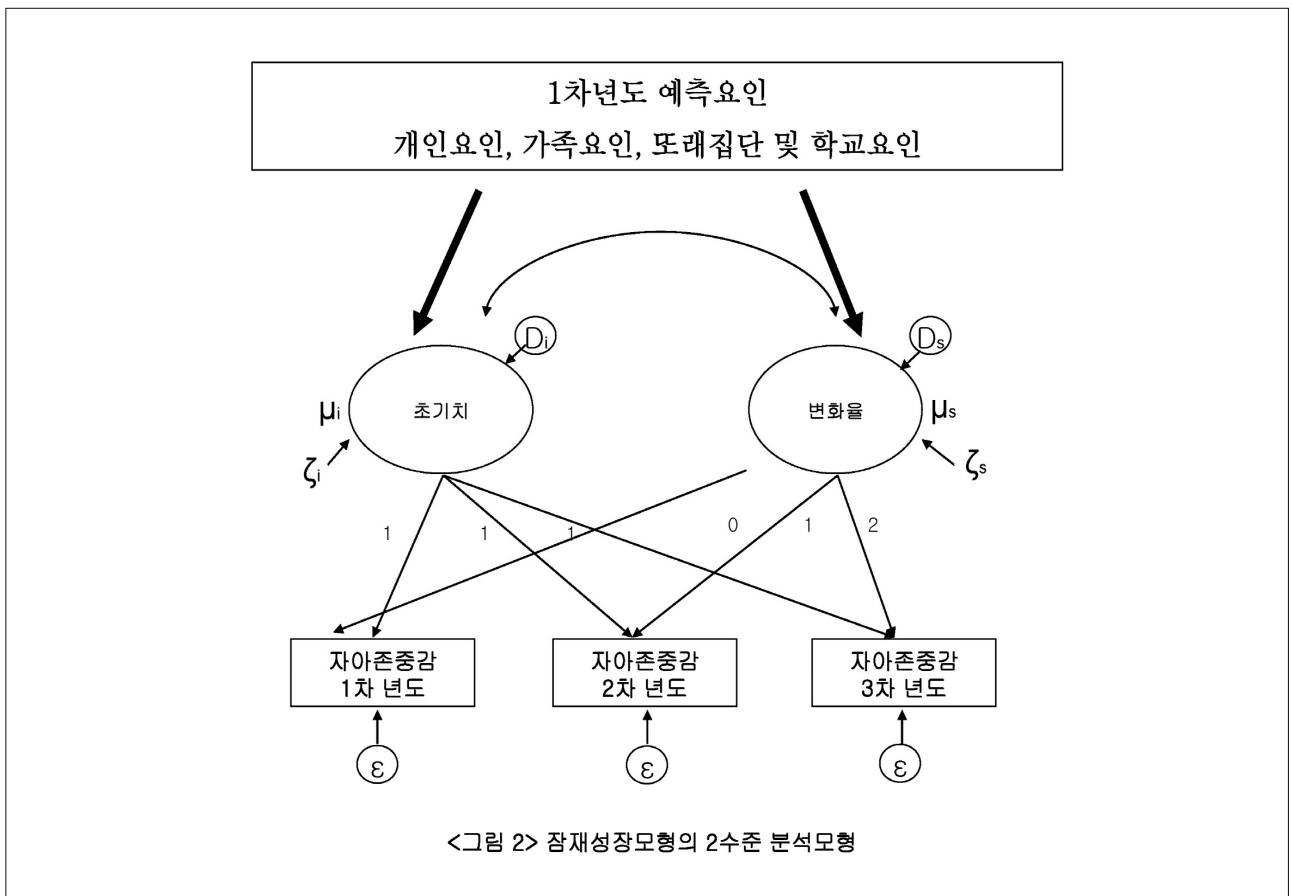 1차년도 예측요인
개인요인, 가족요인, 또래집단 및 학교요인
Di
Ds
μi
초기치
변화율
μs
ζi
ζs
1
1
1
0
1
2
자아존중감
1차 년도
자아존중감
2차 년도
자아존중감
3차 년도
ε
ε
ε
<그림 2> 잠재성장모형의 2수준 분석모형